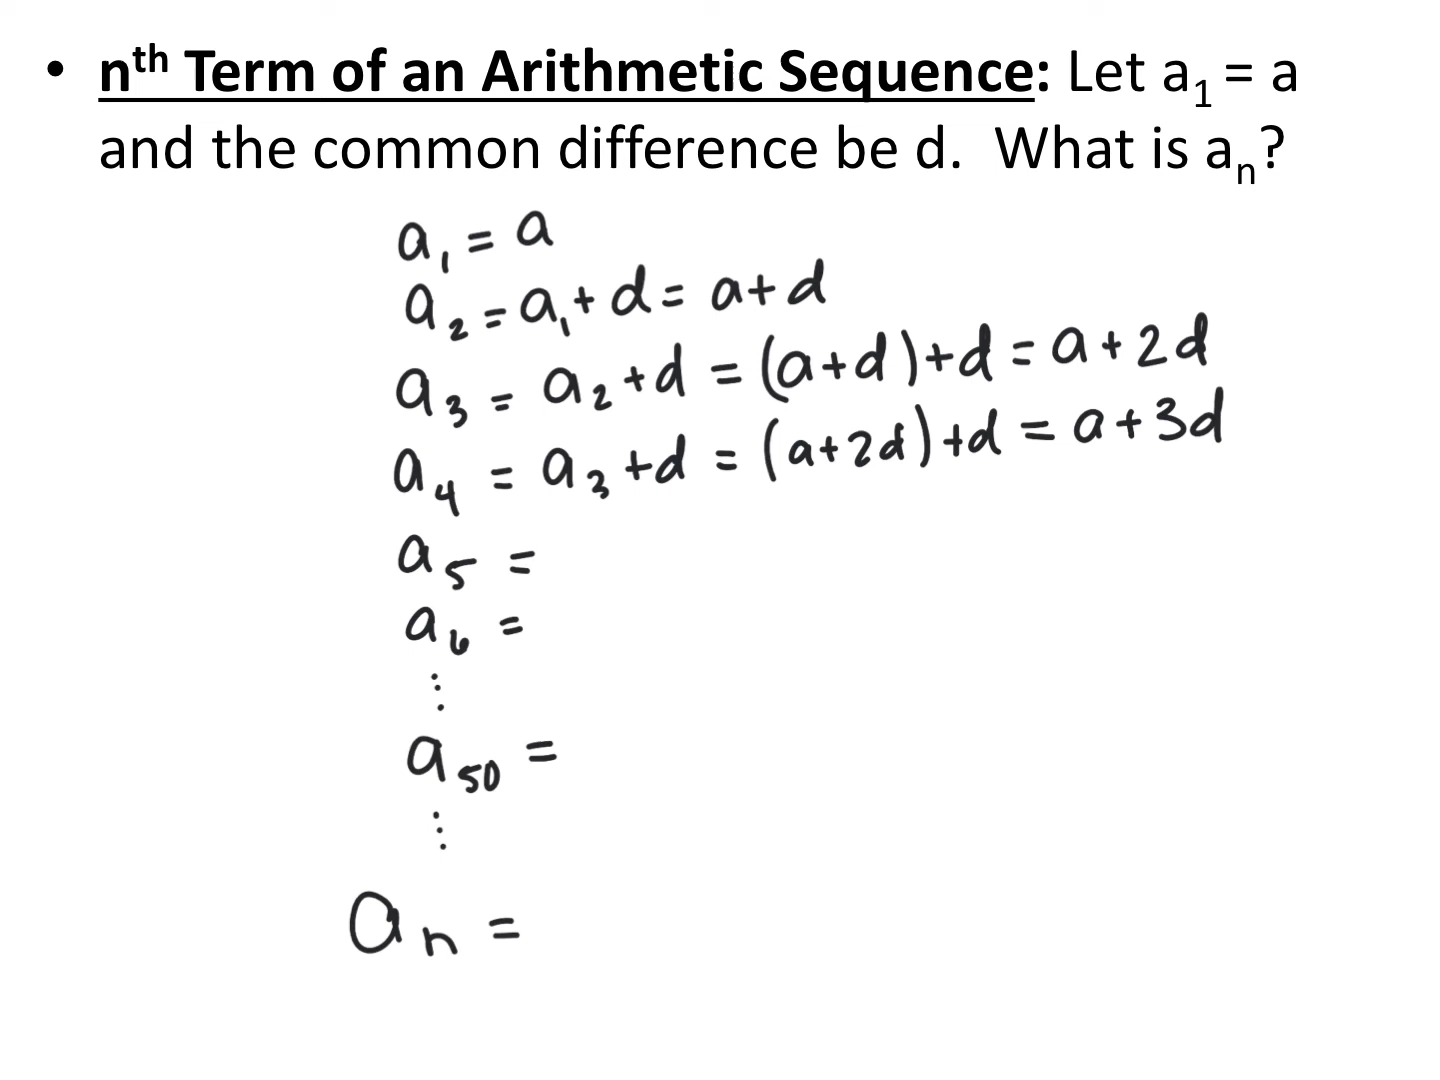 • nth Term of an Arithmetic Sequence: Let a1 = a
and the common difference be d. What is an?
a1 = a
a2 = a1 + d = a + d
a3 = a2 + d = (a + d) + d = a + 2d
a4 = a3 + d = (a + 2d) + d = a + 3d
a5 =
a6 =
⋮
a50 =
⋮
an =